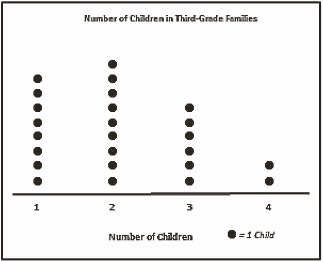 Number of Children in Third-Grade Families
1 2 3 4
Number of Children
= 1 Child